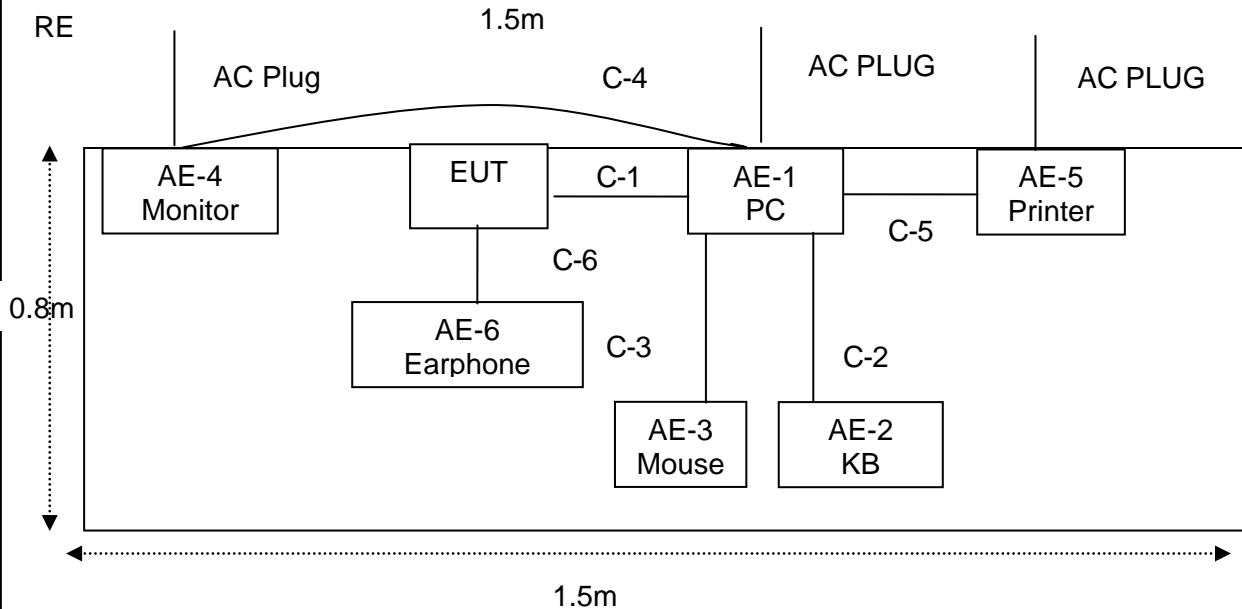 RE
1.5m
AC Plug
C-4
AC PLUG
AC PLUG
AE-4
Monitor
EUT
C-1
AE-1
PC
C-5
AE-5
Printer
C-6
0.8m
AE-6
Earphone
C-3
C-2
AE-3
Mouse
AE-2
KB
1.5m